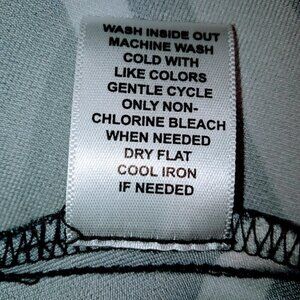 WASH INSIDE OUT
MACHINE WASH
COLD WITH
LIKE COLORS
GENTLE CYCLE
ONLY NON-
CHLORINE BLEACH
WHEN NEEDED
DRY FLAT
COOL IRON
IF NEEDED